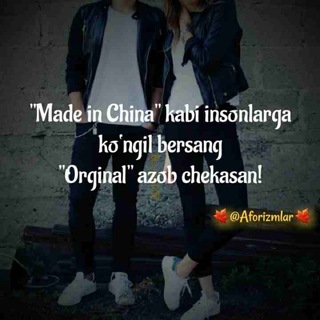 "Made in China" kabi insonlarga
ko'ngil bersang
"Orginal" azob chekasan!
@Aforizmlar